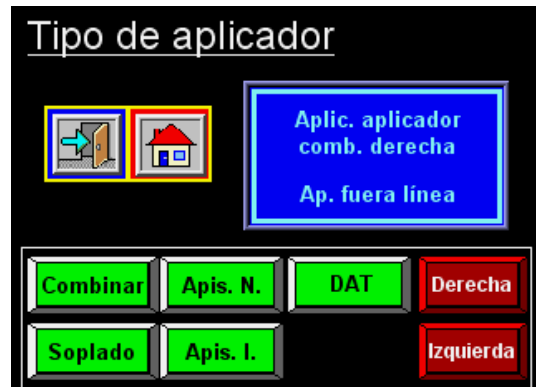 Tipo de aplicador
Aplic. aplicador
comb. derecha
Ap. fuera línea
Combinar Apis. N. DAT Derecha
Soplado Apis. I. Izquierda